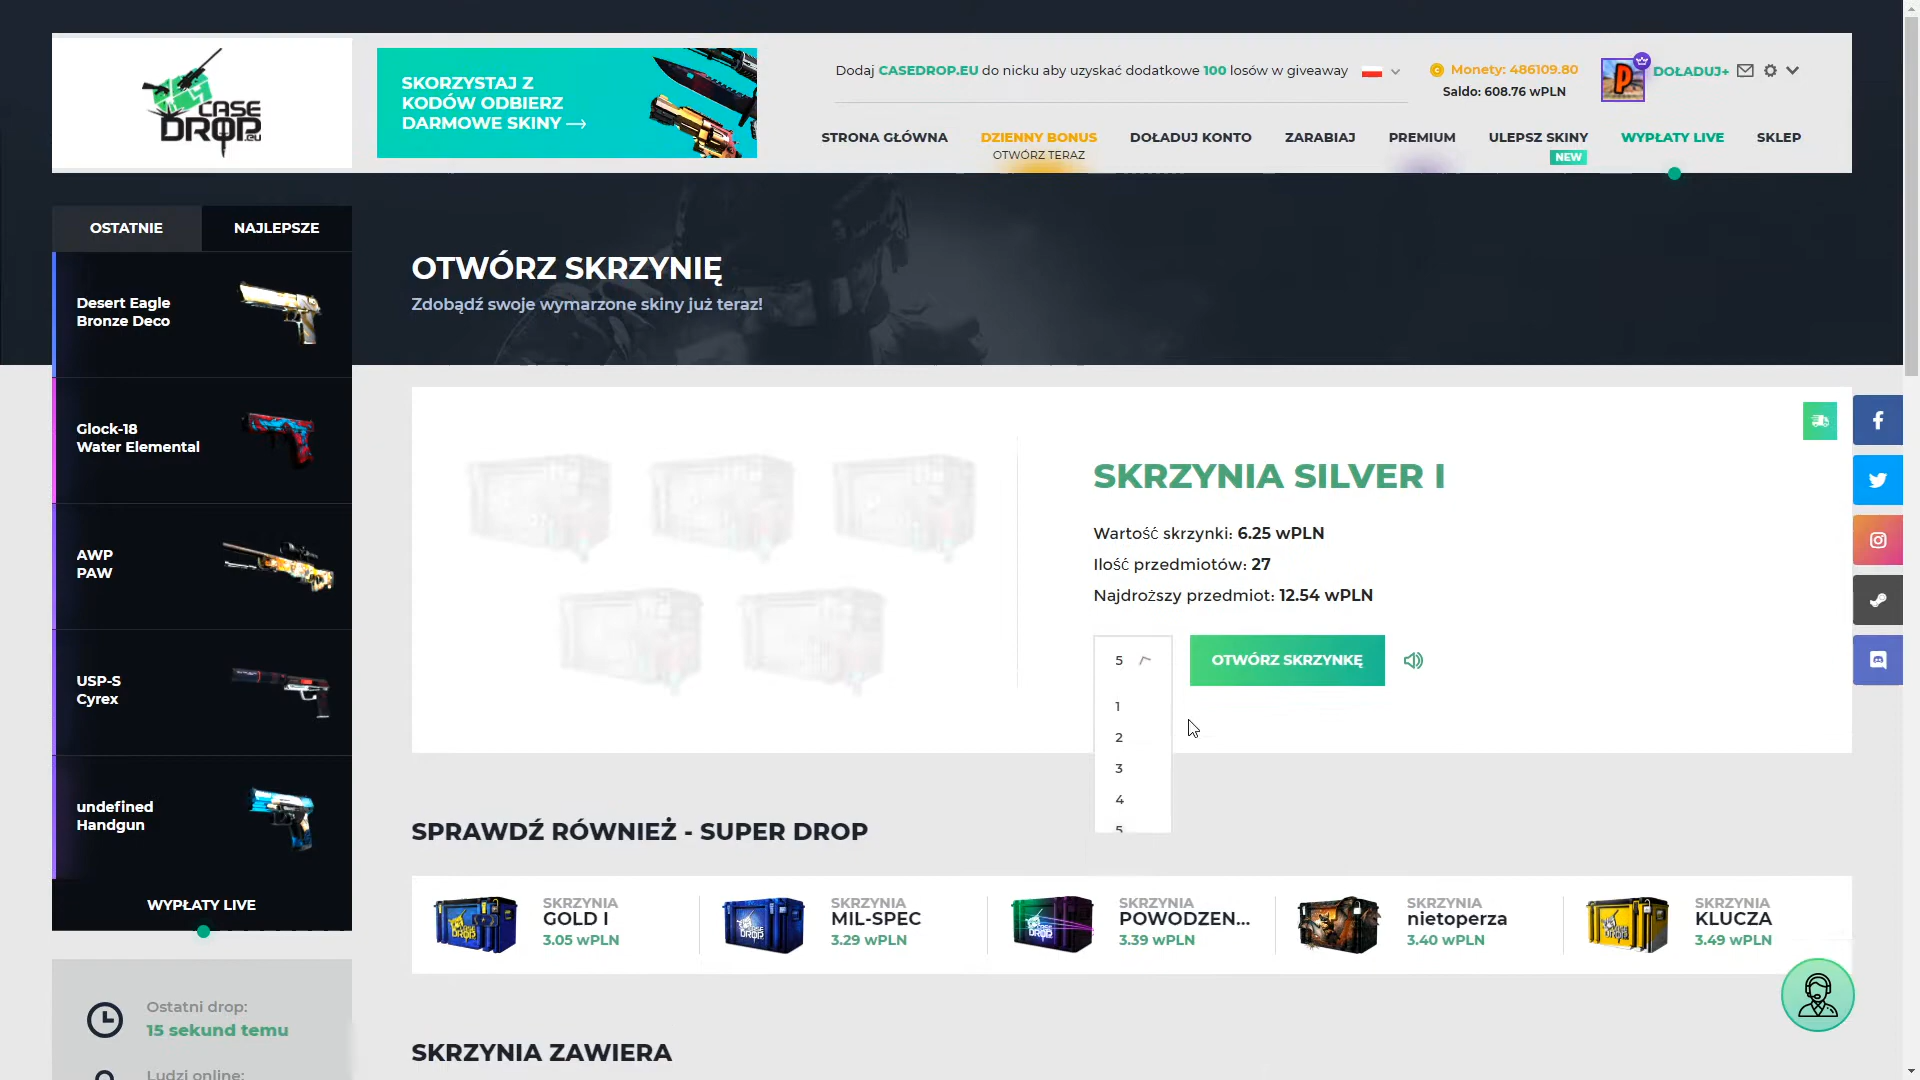 CASE
DROP.EU
SKORZYSTAJ Z
KODÓW ODBIERZ
DARMOWE SKINY
Dodaj CASEDROP.EU do nicku aby uzyskać dodatkowe 100 losów w giveaway
Monety: 486109.80
Saldo: 608.76 wPLN
DOŁADUJ+
STRONA GŁÓWNA
DZIENNY BONUS
OTWÓRZ TERAZ
DOŁADUJ KONTO
ZARABIAJ
PREMIUM
ULEPSZ SKINY
NEW
WYPŁATY LIVE
SKLEP
OSTATNIE
NAJLEPSZE
Desert Eagle
Bronze Deco
Glock-18
Water Elemental
AWP
PAW
USP-S
Cyrex
undefined
Handgun
WYPŁATY LIVE
Ostatni drop:
15 sekund temu
Ludzi online:
OTWÓRZ SKRZYNIĘ
Zdobądź swoje wymarzone skiny już teraz!
SKRZYNIA SILVER I
Wartość skrzynki: 6.25 wPLN
Ilość przedmiotów: 27
Najdroższy przedmiot: 12.54 wPLN
5
OTWÓRZ SKRZYNKĘ
1
2
3
4
5
SPRAWDŹ RÓWNIEŻ - SUPER DROP
SKRZYNIA
GOLD I
3.05 wPLN
SKRZYNIA
MIL-SPEC
3.29 wPLN
SKRZYNIA
POWODZEN...
3.39 wPLN
SKRZYNIA
nietoperza
3.40 wPLN
SKRZYNIA
KLUCZA
3.49 wPLN
SKRZYNIA ZAWIERA